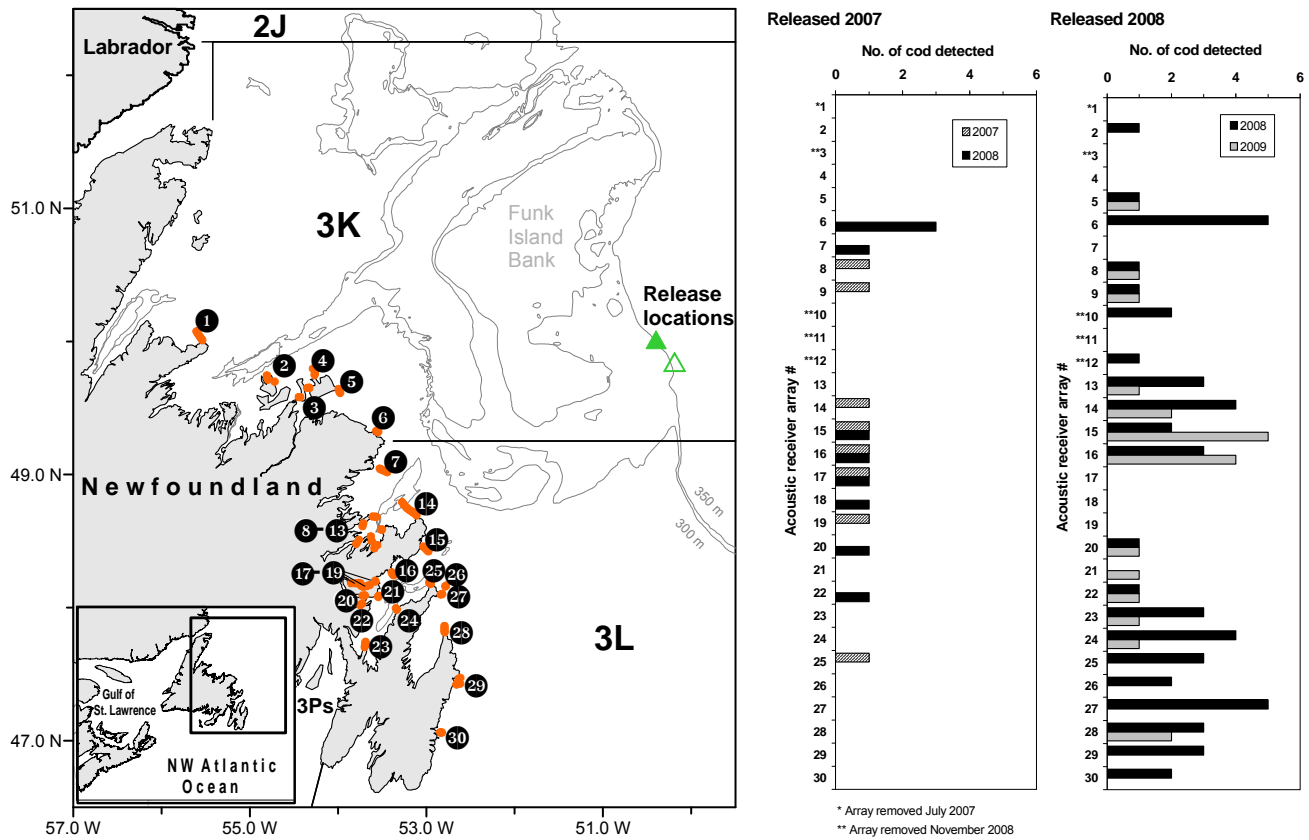 2J
Labrador
51.0 N
3K
Funk
Island
Bank
Release
locations
1
2
4
5
3
6
49.0 N
7
Newfoundland
350 m
300 m
14
8
13
15
17
19
16
25
26
20
21
27
22
24
28
23
3L
29
3Ps
47.0 N
30
Gulf of
St. Lawrence
NW Atlantic
Ocean
57.0 W
55.0 W
53.0 W
51.0 W
Released 2007
No. of cod detected
0 2 4 6
Acoustic receiver array #
*1
2
**3
4
5
6
7
8
9
**10
**11
**12
13
14
15
16
17
18
19
20
21
22
23
24
25
26
27
28
29
30
2007
2008
* Array removed July 2007
** Array removed November 2008
Released 2008
No. of cod detected
0 2 4 6
Acoustic receiver array #
*1
2
**3
4
5
6
7
8
9
**10
**11
**12
13
14
15
16
17
18
19
20
21
22
23
24
25
26
27
28
29
30
2008
2009